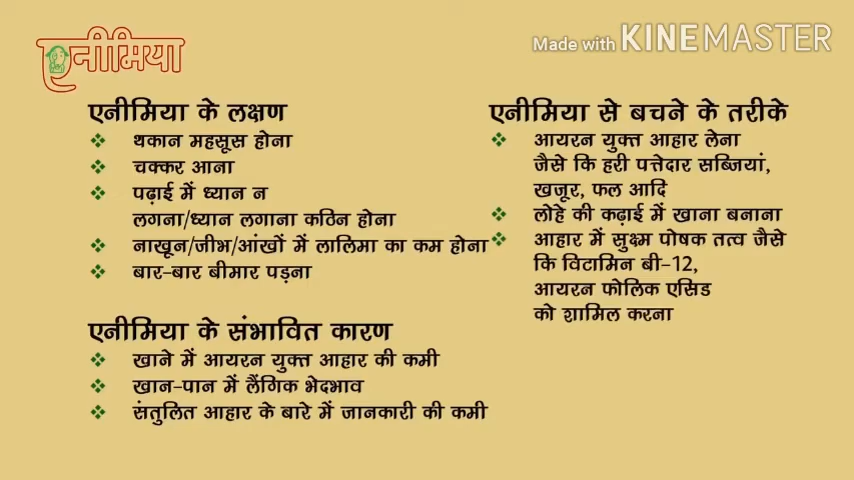 एनीमिया
Made with KINEMASTER
एनीमिया के लक्षण
थकान महसूस होना
चक्कर आना
पढ़ाई में ध्यान न
लगना/ध्यान लगाना कठिन होना
नाखून/जीभ/आंखों में लालिमा का कम होना
बार-बार बीमार पड़ना
एनीमिया के संभावित कारण
खाने में आयरन युक्त आहार की कमी
खान-पान में लैंगिक भेदभाव
संतुलित आहार के बारे में जानकारी की कमी
एनीमिया से बचने के तरीके
आयरन युक्त आहार लेना
जैसे कि हरी पत्तेदार सब्जियां,
खजूर, फल आदि
लोहे की कढ़ाई में खाना बनाना
आहार में सुक्ष्म पोषक तत्व जैसे
कि विटामिन बी-12,
आयरन फोलिक एसिड
को शामिल करना